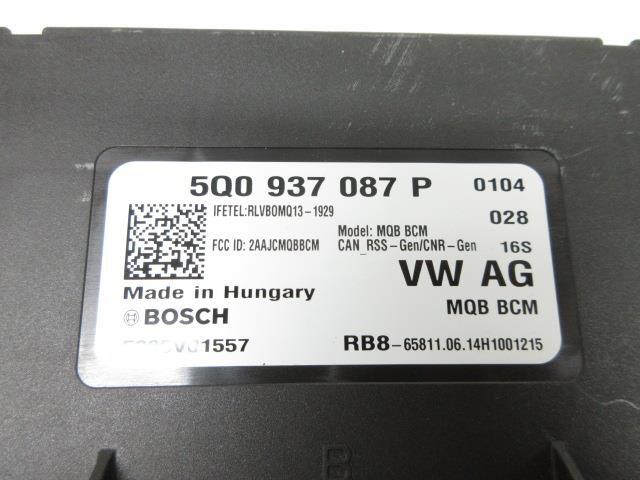 5Q0 937 087 P 0104
IFETEL:RLVBOMQ13-1929 028
FCC ID: 2AAJCMQBBCM Model: MQB BCM
CAN_RSS-Gen/CNR-Gen 16S
VW AG
Made in Hungary MQB BCM
BOSCH
1557 RB8-65811.06.14H1001215
B